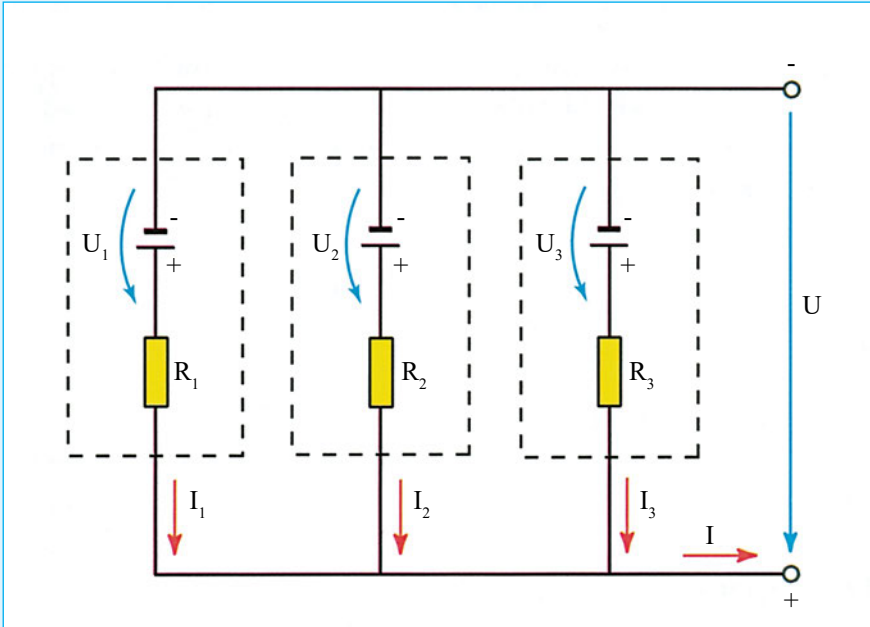 -
-
-
-
U₁
U₂
U₃
+
+
+
U
R₁
R₂
R₃
I₁
I₂
I₃
I
+